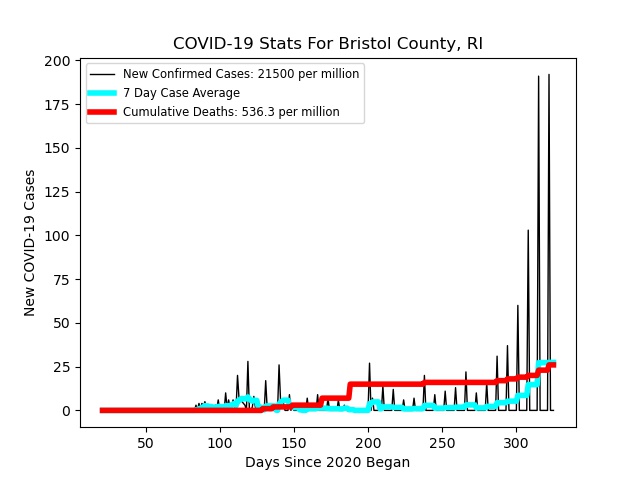 COVID-19 Stats For Bristol County, RI
New Confirmed Cases: 21500 per million
7 Day Case Average
Cumulative Deaths: 536.3 per million
200
175
150
125
100
75
50
25
0
New COVID-19 Cases
50 100 150 200 250 300
Days Since 2020 Began